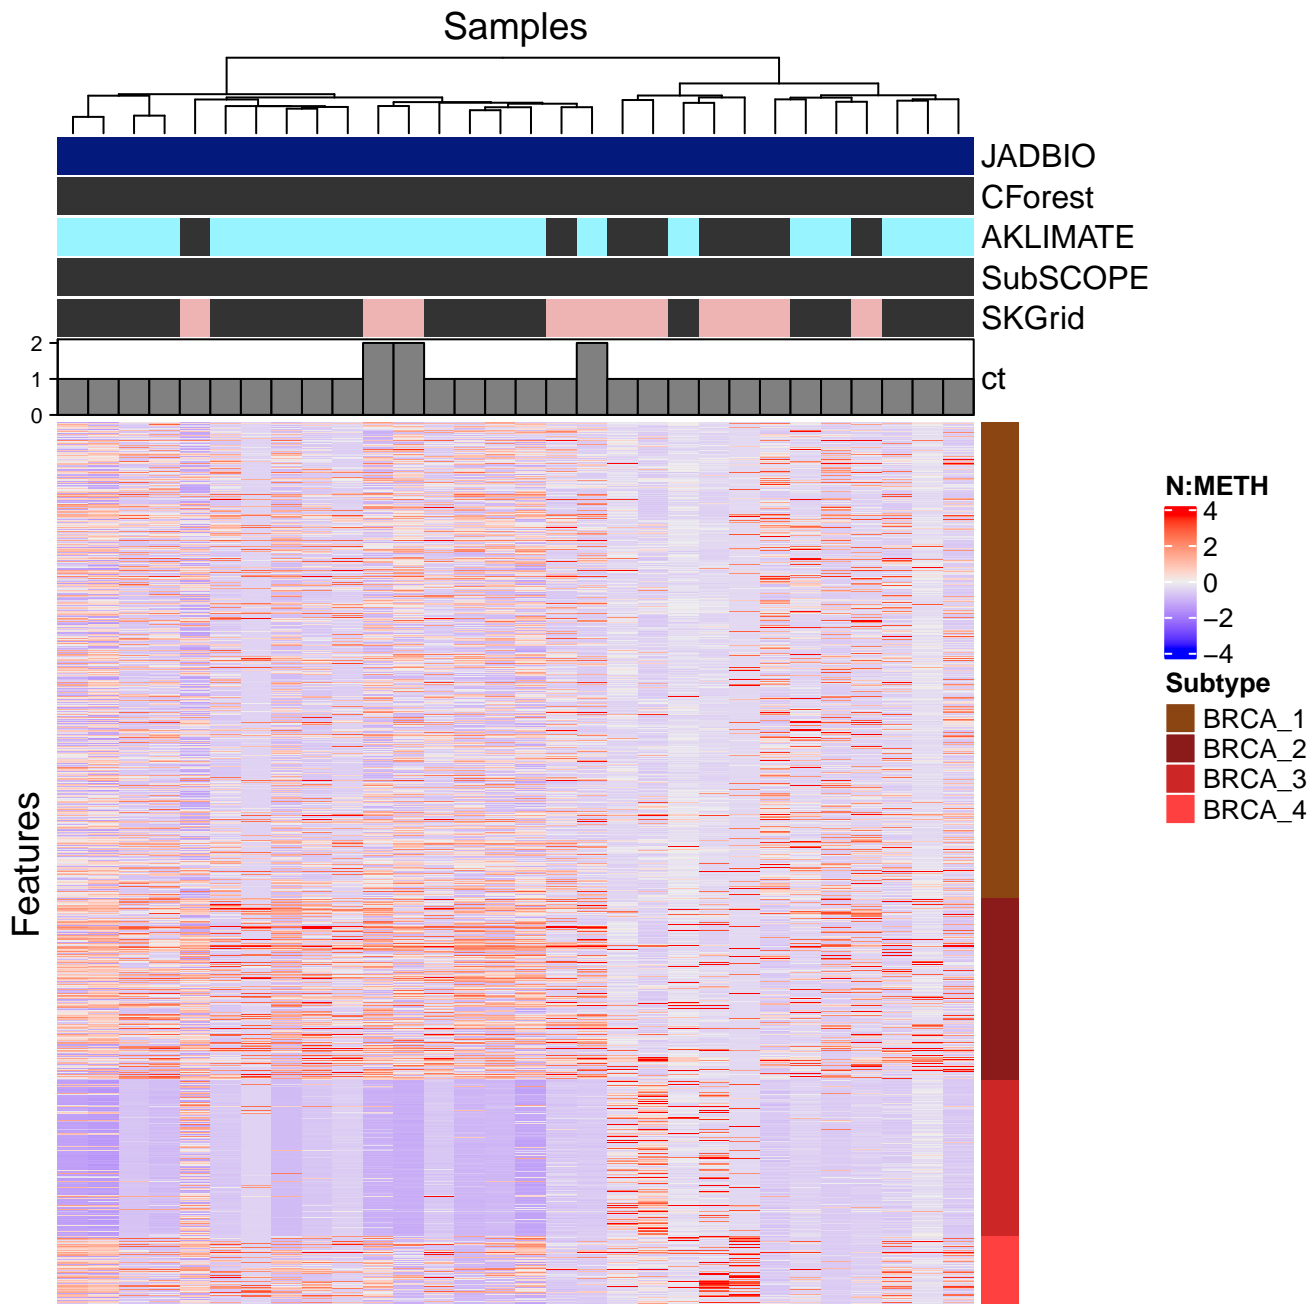 Samples
JADBIO
CForest
AKLIMATE
SubSCOPE
SKGrid
2
1
0
ct
Features
N:METH
4
2
0
−2
−4
Subtype
BRCA_1
BRCA_2
BRCA_3
BRCA_4